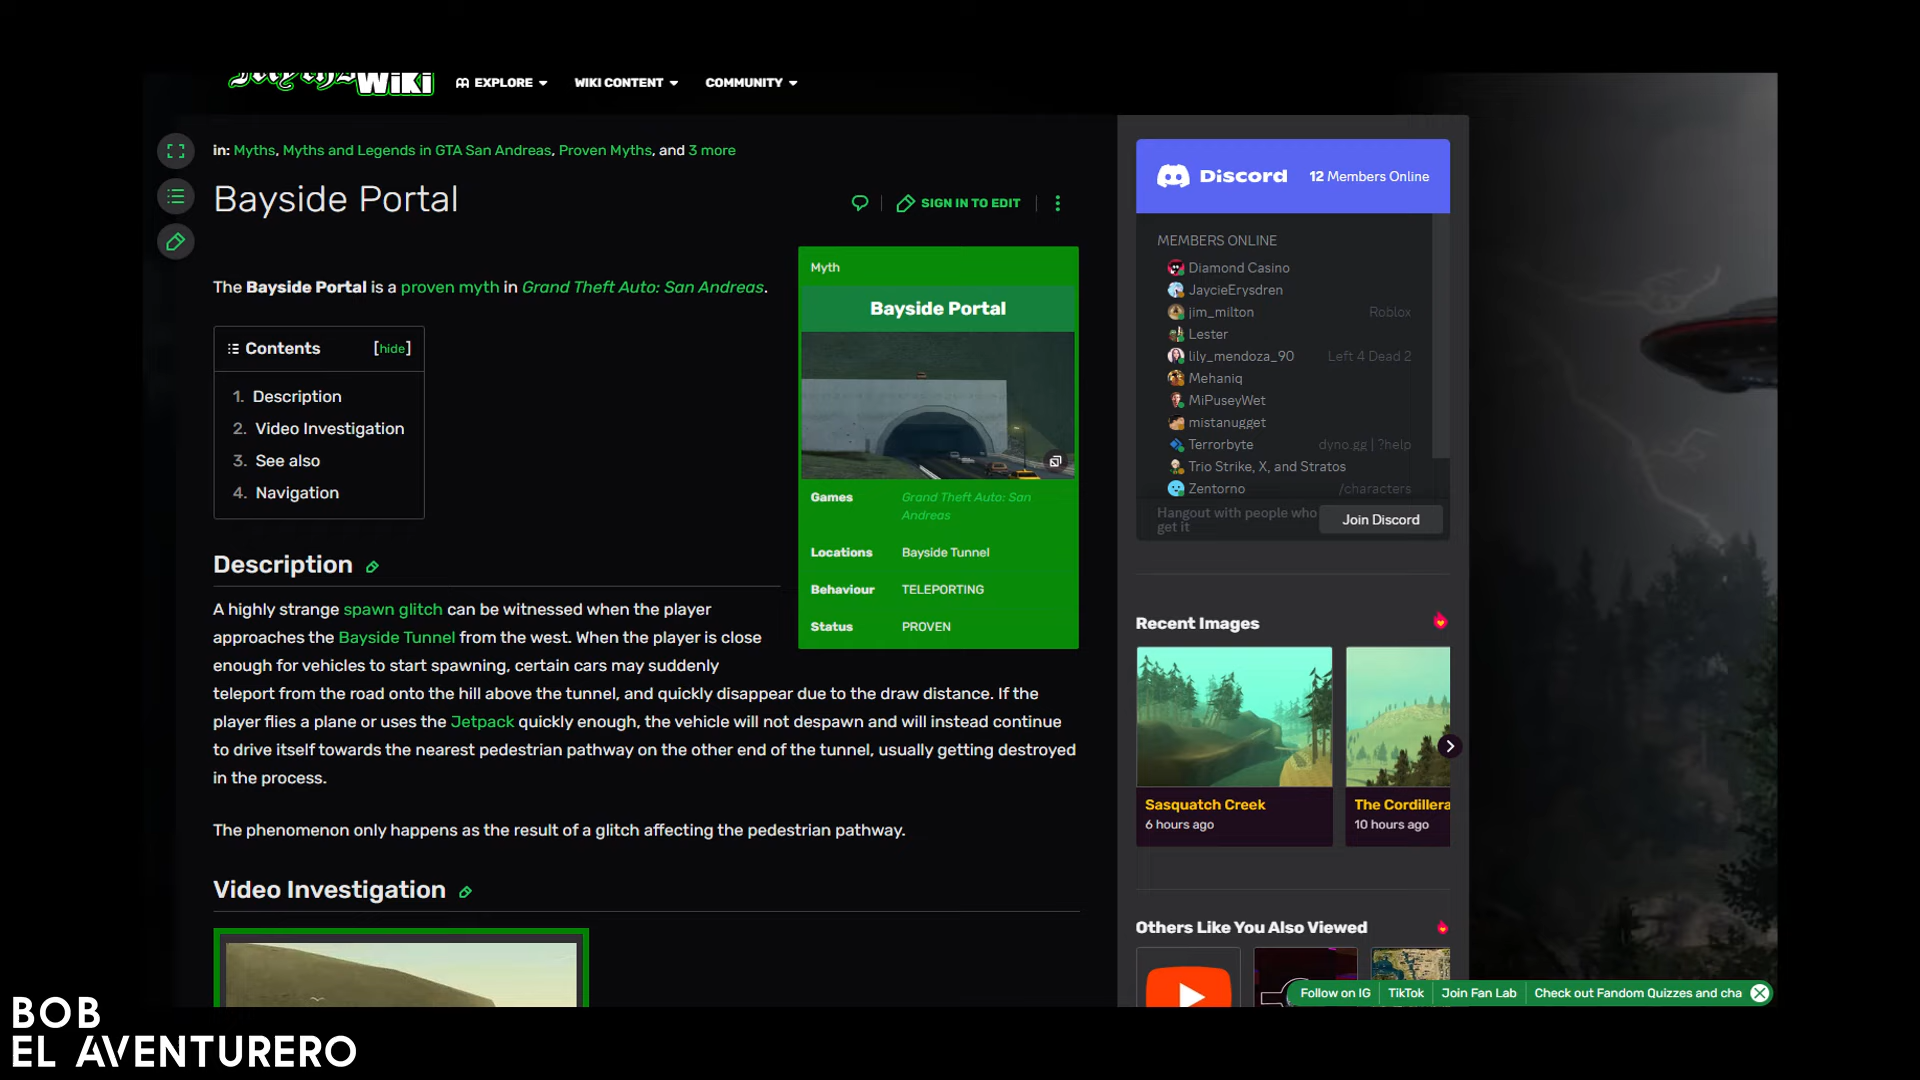 Myths Wiki
EXPLORE
WIKI CONTENT
COMMUNITY
in: Myths, Myths and Legends in GTA San Andreas, Proven Myths, and 3 more
Bayside Portal
SIGN IN TO EDIT
The Bayside Portal is a proven myth in Grand Theft Auto: San Andreas.
Contents [hide]
1. Description
2. Video Investigation
3. See also
4. Navigation
Myth
Bayside Portal
Games Grand Theft Auto: San
Andreas
Locations Bayside Tunnel
Behaviour TELEPORTING
Status PROVEN
Description
A highly strange spawn glitch can be witnessed when the player
approaches the Bayside Tunnel from the west. When the player is close
enough for vehicles to start spawning, certain cars may suddenly
teleport from the road onto the hill above the tunnel, and quickly disappear due to the draw distance. If the
player flies a plane or uses the Jetpack quickly enough, the vehicle will not despawn and will instead continue
to drive itself towards the nearest pedestrian pathway on the other end of the tunnel, usually getting destroyed
in the process.
The phenomenon only happens as the result of a glitch affecting the pedestrian pathway.
Video Investigation
Discord 12 Members Online
MEMBERS ONLINE
Diamond Casino
JaycieErysdren
jim_milton Roblox
Lester
lily_mendoza_90 Left 4 Dead 2
Mehaniq
MiPuseyWet
mistanugget
Terrorbyte dyno.gg | ?help
Trio Strike, X, and Stratos
Zentorno /characters
Hangout with people who
get it
Join Discord
Recent Images
Sasquatch Creek
6 hours ago
The Cordillera
10 hours ago
Others Like You Also Viewed
Follow on IG
TikTok
Join Fan Lab
Check out Fandom Quizzes and cha
BOB
EL AVENTURERO